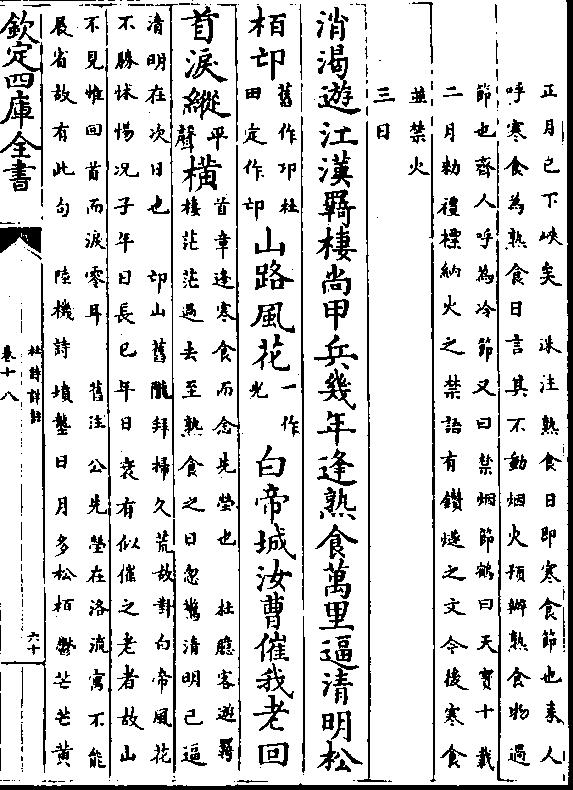 正月已下峽矣　洙注熟食日即寒食節也秦人
呼寒食為熟食日言其不動烟火預辦熟食物過
節也齊人呼為冷節又曰禁烟節鶴曰天寳十載
二月勅禮標納火之禁語有鑽燧之文令後寒食
並禁火
三日
消渴遊江漢羇棲尚甲兵幾年逢熟食萬里逼清明松
栢邙舊作邛杜田定作邙山路風花一作光白帝城汝曹催我老回
首淚縱平聲橫首章逢寒食而念先塋也　杜臆客遊羇棲茫茫過去至熟食之日忽驚清明已逼
清明在次日也　邙山舊隴拜掃久荒故對白帝風花
不勝怵惕况子年日長已年日衰有似催之老者故山
不見惟回首而淚零耳　舊注公先塋在洛流寓不能
展省故有此句　陸機詩墳壟日月多松栢鬱芒芒黄
欽定四庫全書
杜詩詳註
卷十八
六十